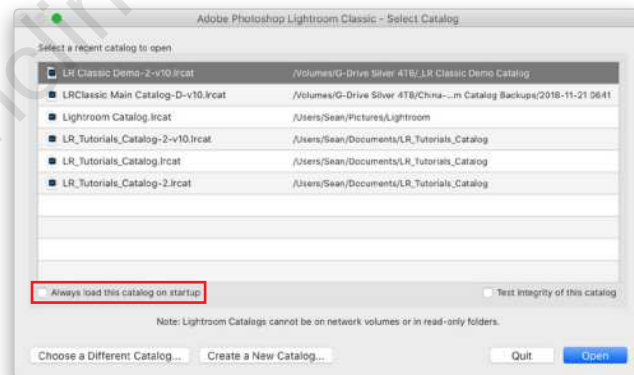 Adobe Photoshop Lightroom Classic - Select Catalog
Select a recent catalog to open
LR Classic Demo-2-v10.lrcat /Volumes/G-Drive Silver 4TB/_LR Classic Demo Catalog
LRClassic Main Catalog-D-v10.lrcat /Volumes/G-Drive Silver 4TB/China-...m Catalog Backups/2018-11-21 0641
Lightroom Catalog.lrcat /Users/Sean/Pictures/Lightroom
LR_Tutorials_Catalog-2-v10.lrcat /Users/Sean/Documents/LR_Tutorials_Catalog
LR_Tutorials_Catalog.lrcat /Users/Sean/Documents/LR_Tutorials_Catalog
LR_Tutorials_Catalog-2.lrcat /Users/Sean/Documents/LR_Tutorials_Catalog
Always load this catalog on startup Test integrity of this catalog
Note: Lightroom Catalogs cannot be on network volumes or in read-only folders.
Choose a Different Catalog... Create a New Catalog... Quit Open